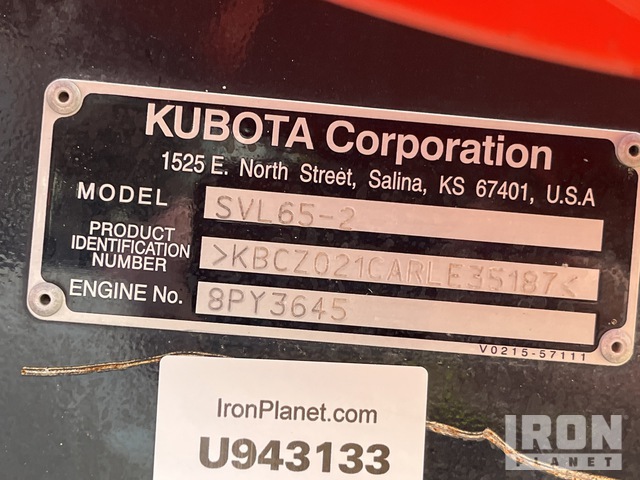 KUBOTA Corporation
1525 E. North Street, Salina, KS 67401, U.S.A
MODEL SVL65-2
PRODUCT IDENTIFICATION NUMBER >KBCZ021CARLE35187<
ENGINE No. 8PY3645
V0215-57111
IronPlanet.com
U943133
IRON
PLANET